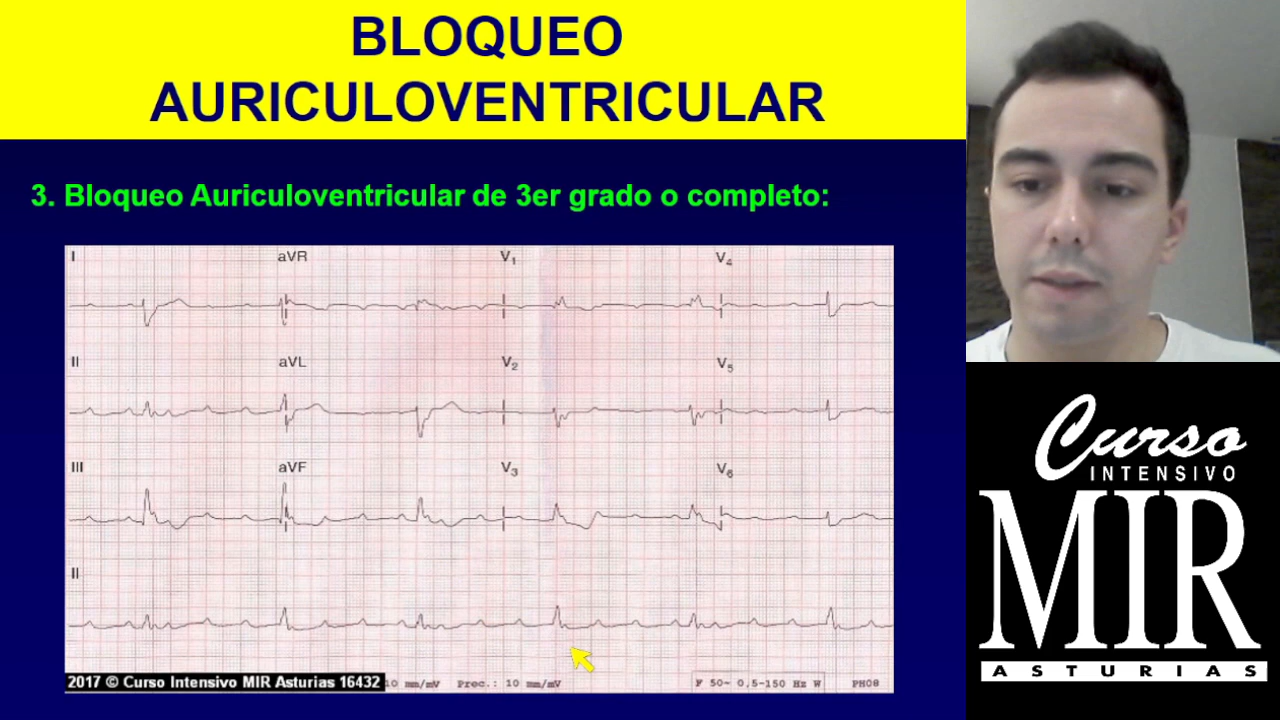 BLOQUEO
AURICULOVENTRICULAR
3. Bloqueo Auriculoventricular de 3er grado o completo:
I aVR V1 V4
II aVL V2 V5
III aVF V3 V6
II
2017 © Curso Intensivo MIR Asturias 16432 10 mm/mV Prec.: 10 mm/mV F 50~ 0,5-150 Hz W PH08
Curso
INTENSIVO
MIR
ASTURIAS